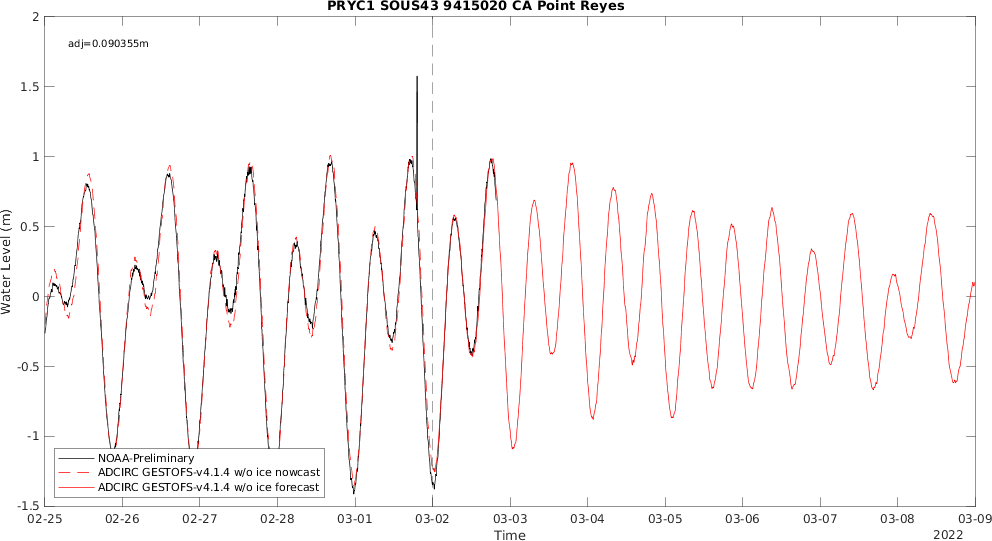 PRYC1 SOUS43 9415020 CA Point Reyes
adj=0.090355m
2
1.5
1
0.5
0
-0.5
-1
-1.5
Water Level (m)
NOAA-Preliminary
ADCIRC GESTOFS-v4.1.4 w/o ice nowcast
ADCIRC GESTOFS-v4.1.4 w/o ice forecast
02-25 02-26 02-27 02-28 03-01 03-02 03-03 03-04 03-05 03-06 03-07 03-08 03-09
Time
2022